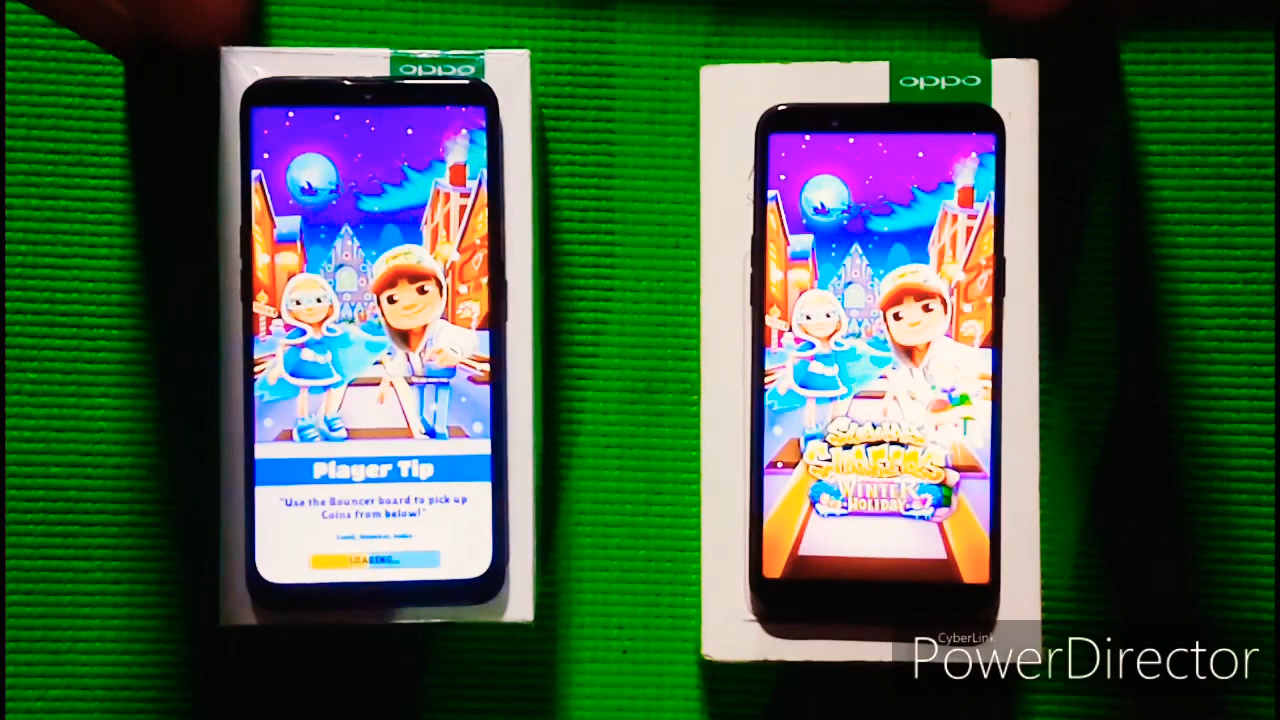 oppo
oppo
Player Tip
"Use the Bouncer board to pick up
Coins from below!"
LOADING...
WINTER
HOLIDAY
CyberLink
PowerDirector